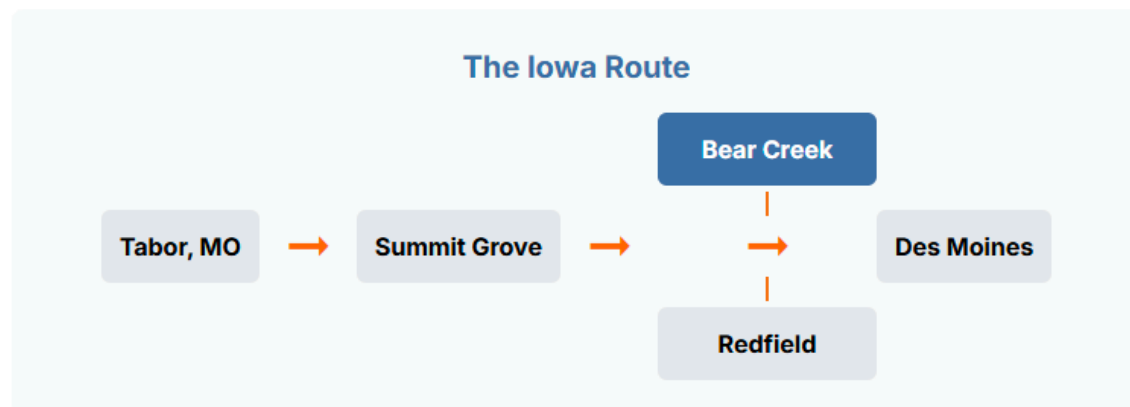 The Iowa Route
Bear Creek
Tabor, MO
Summit Grove
Des Moines
Redfield